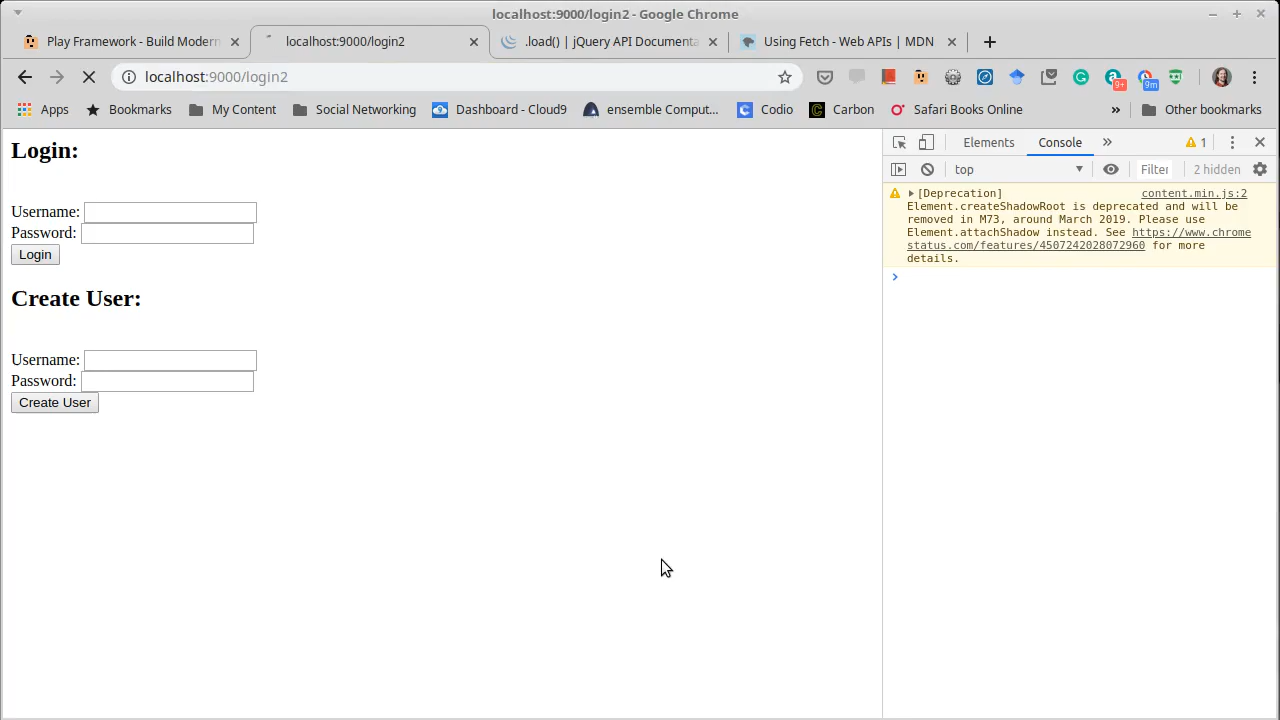 localhost:9000/login2 - Google Chrome
Play Framework - Build Modern
localhost:9000/login2
.load() | jQuery API Documenta
Using Fetch - Web APIs | MDN
localhost:9000/login2
9+
9m
Apps
Bookmarks
My Content
Social Networking
Dashboard - Cloud9
ensemble Comput...
Codio
Carbon
Safari Books Online
»
Other bookmarks
Login:
Username:
Password:
Login
Create User:
Username:
Password:
Create User
Elements
Console
»
1
top
Filter
2 hidden
[Deprecation] content.min.js:2
Element.createShadowRoot is deprecated and will be
removed in M73, around March 2019. Please use
Element.attachShadow instead. See https://www.chrome
status.com/features/4507242028072960 for more
details.